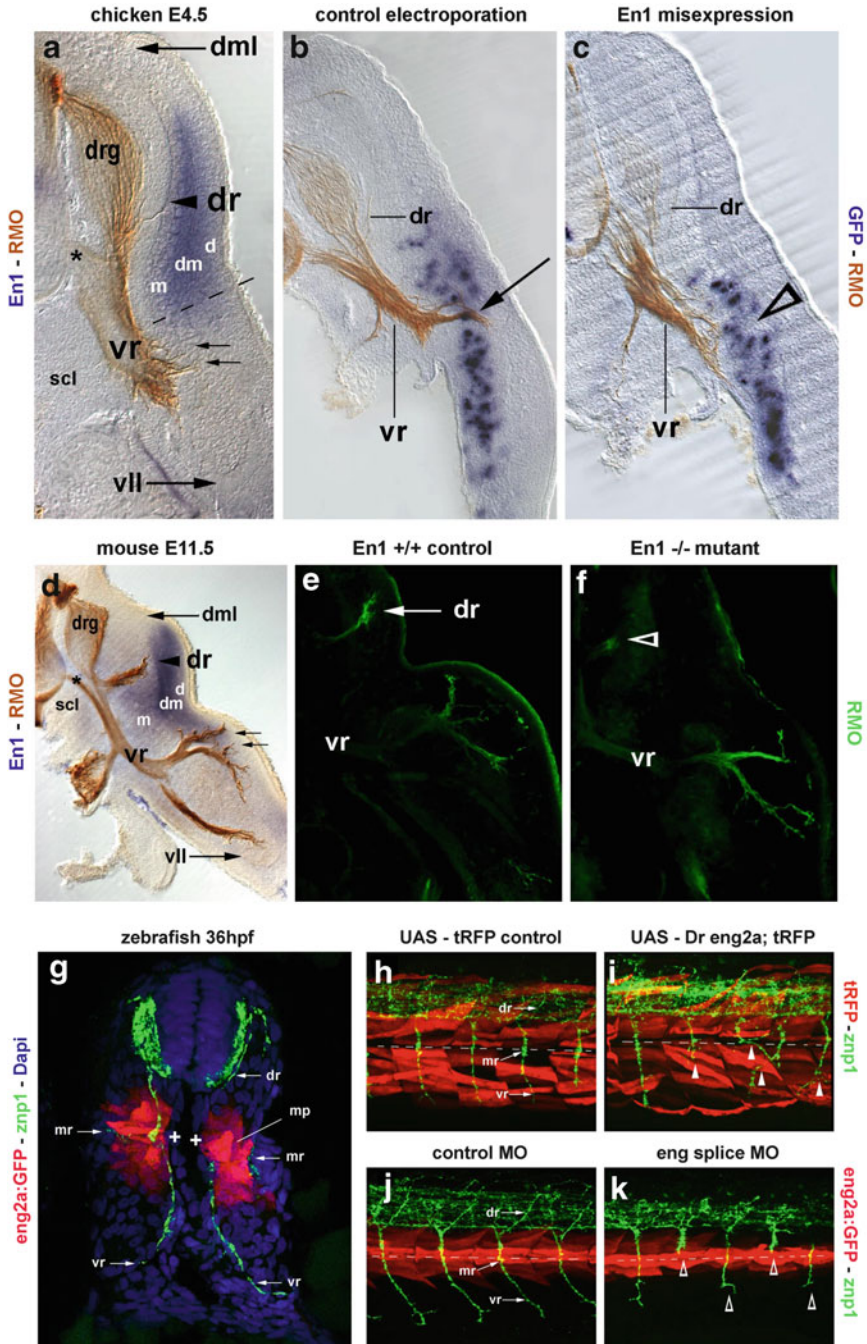 chicken E4.5
control electroporation
En1 misexpression
a
dml
drg
dr
d
dm
m
*
vr
scl
vll
En1 - RMO
b
dr
vr
c
dr
vr
GFP - RMO
mouse E11.5
En1 +/+ control
En1 -/- mutant
d
dml
drg
dr
*
d
dm
scl
m
vr
vll
En1 - RMO
e
dr
vr
f
vr
RMO
zebrafish 36hpf
UAS - tRFP control
UAS - Dr eng2a; tRFP
g
dr
mp
mr
+ +
mr
vr
vr
eng2a:GFP - znp1 - Dapi
h
dr
mr
vr
i
tRFP - znp1
control MO
eng splice MO
j
dr
mr
vr
k
eng2a:GFP - znp1